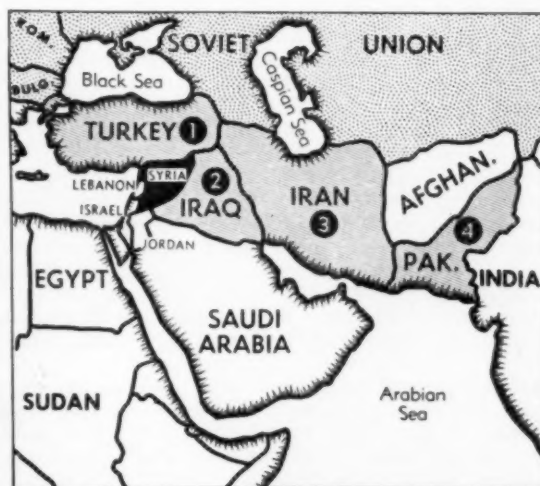 ROM.
SOVIET UNION
BULG.
Black Sea
Caspian Sea
TURKEY 1
LEBANON
SYRIA
2
IRAQ
IRAN
3
AFGHAN.
4
ISRAEL
JORDAN
PAK.
INDIA
EGYPT
SAUDI
ARABIA
SUDAN
Arabian
Sea